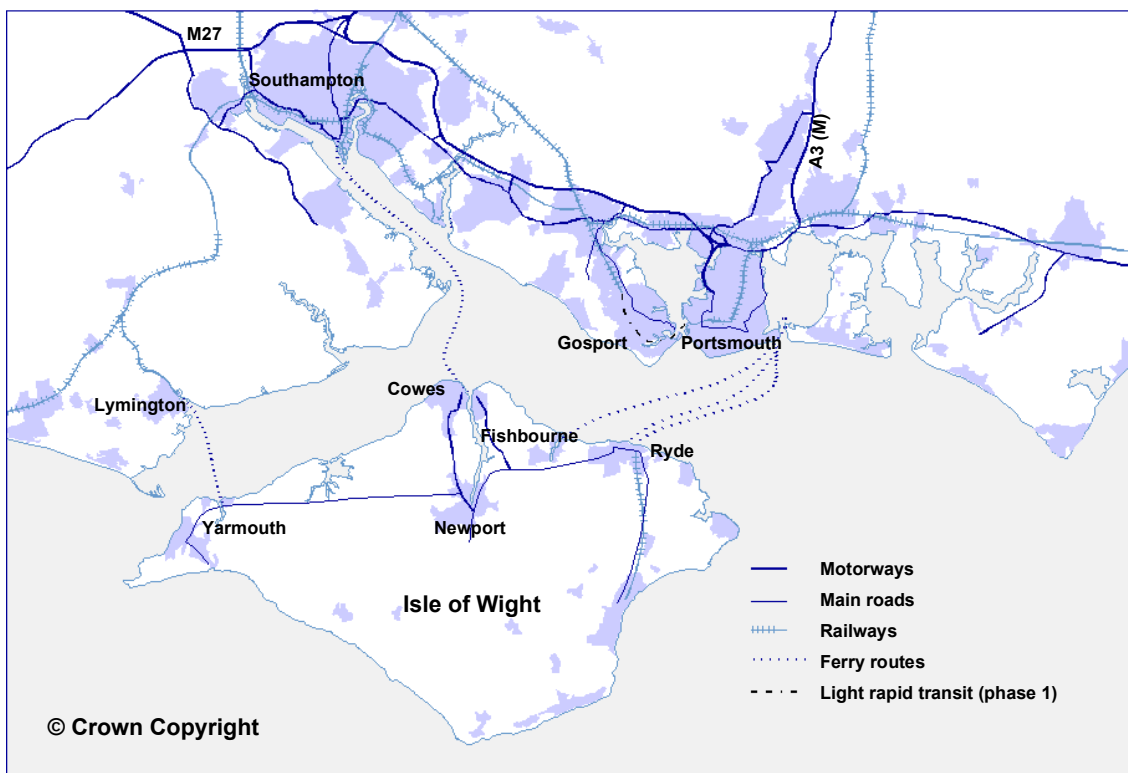 M27
Southampton
A3 (M)
Gosport
Portsmouth
Cowes
Lymington
Fishbourne
Ryde
Yarmouth
Newport
Isle of Wight
Motorways
Main roads
Railways
Ferry routes
Light rapid transit (phase 1)
© Crown Copyright